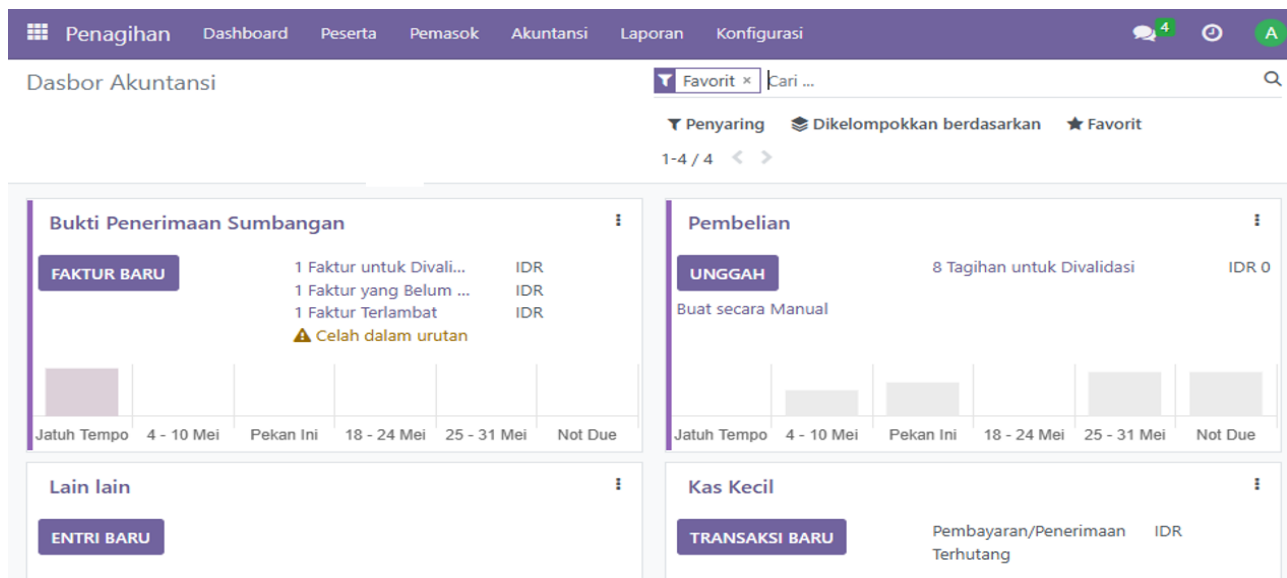 Penagihan Dashboard Peserta Pemasok Akuntansi Laporan Konfigurasi 4 A
Dasbor Akuntansi
Favorit × Cari ...
Penyaring Dikelompokkan berdasarkan Favorit
1-4 / 4
Bukti Penerimaan Sumbangan
FAKTUR BARU
1 Faktur untuk Divali... IDR
1 Faktur yang Belum ... IDR
1 Faktur Terlambat IDR
Celah dalam urutan
Jatuh Tempo 4 - 10 Mei Pekan Ini 18 - 24 Mei 25 - 31 Mei Not Due
Pembelian
UNGGAH
8 Tagihan untuk Divalidasi IDR 0
Buat secara Manual
Jatuh Tempo 4 - 10 Mei Pekan Ini 18 - 24 Mei 25 - 31 Mei Not Due
Lain lain
ENTRI BARU
Kas Kecil
TRANSAKSI BARU
Pembayaran/Penerimaan IDR
Terhutang